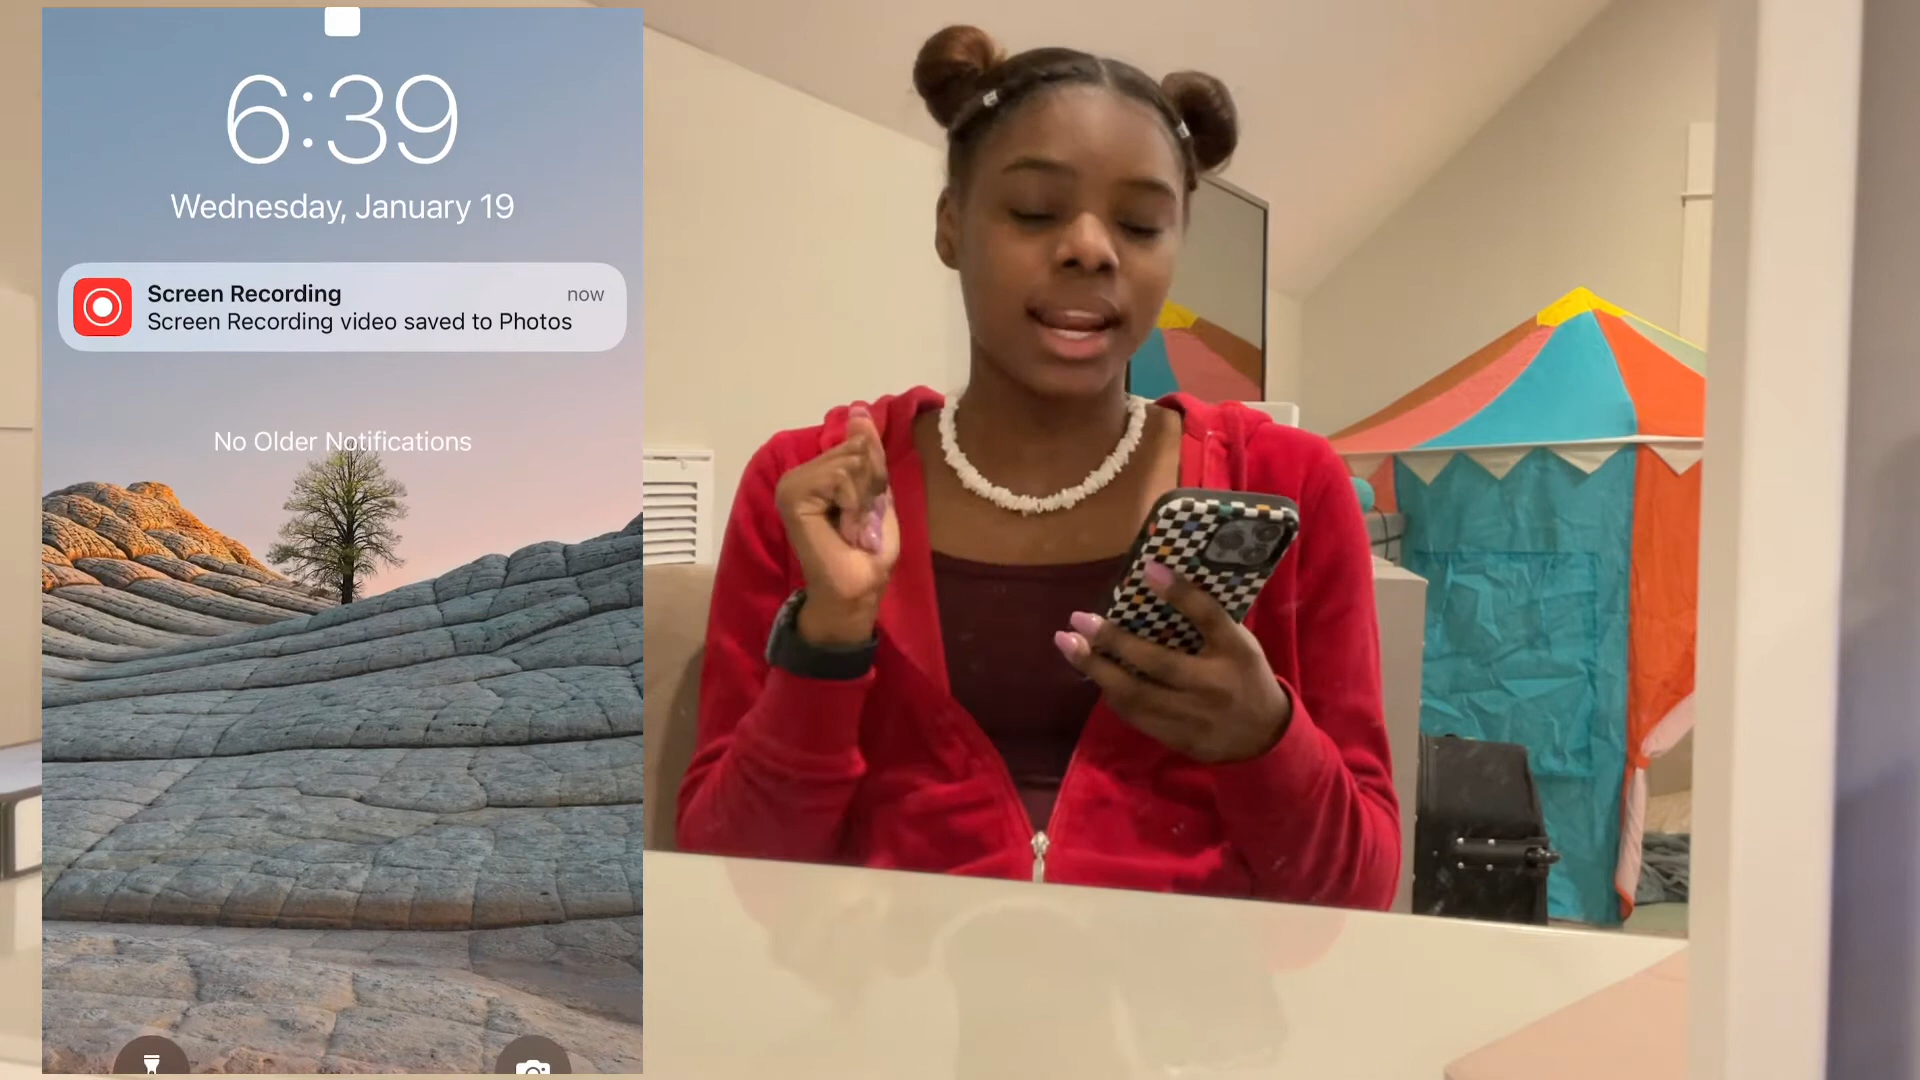 6:39
Wednesday, January 19
Screen Recording
now
Screen Recording video saved to Photos
No Older Notifications